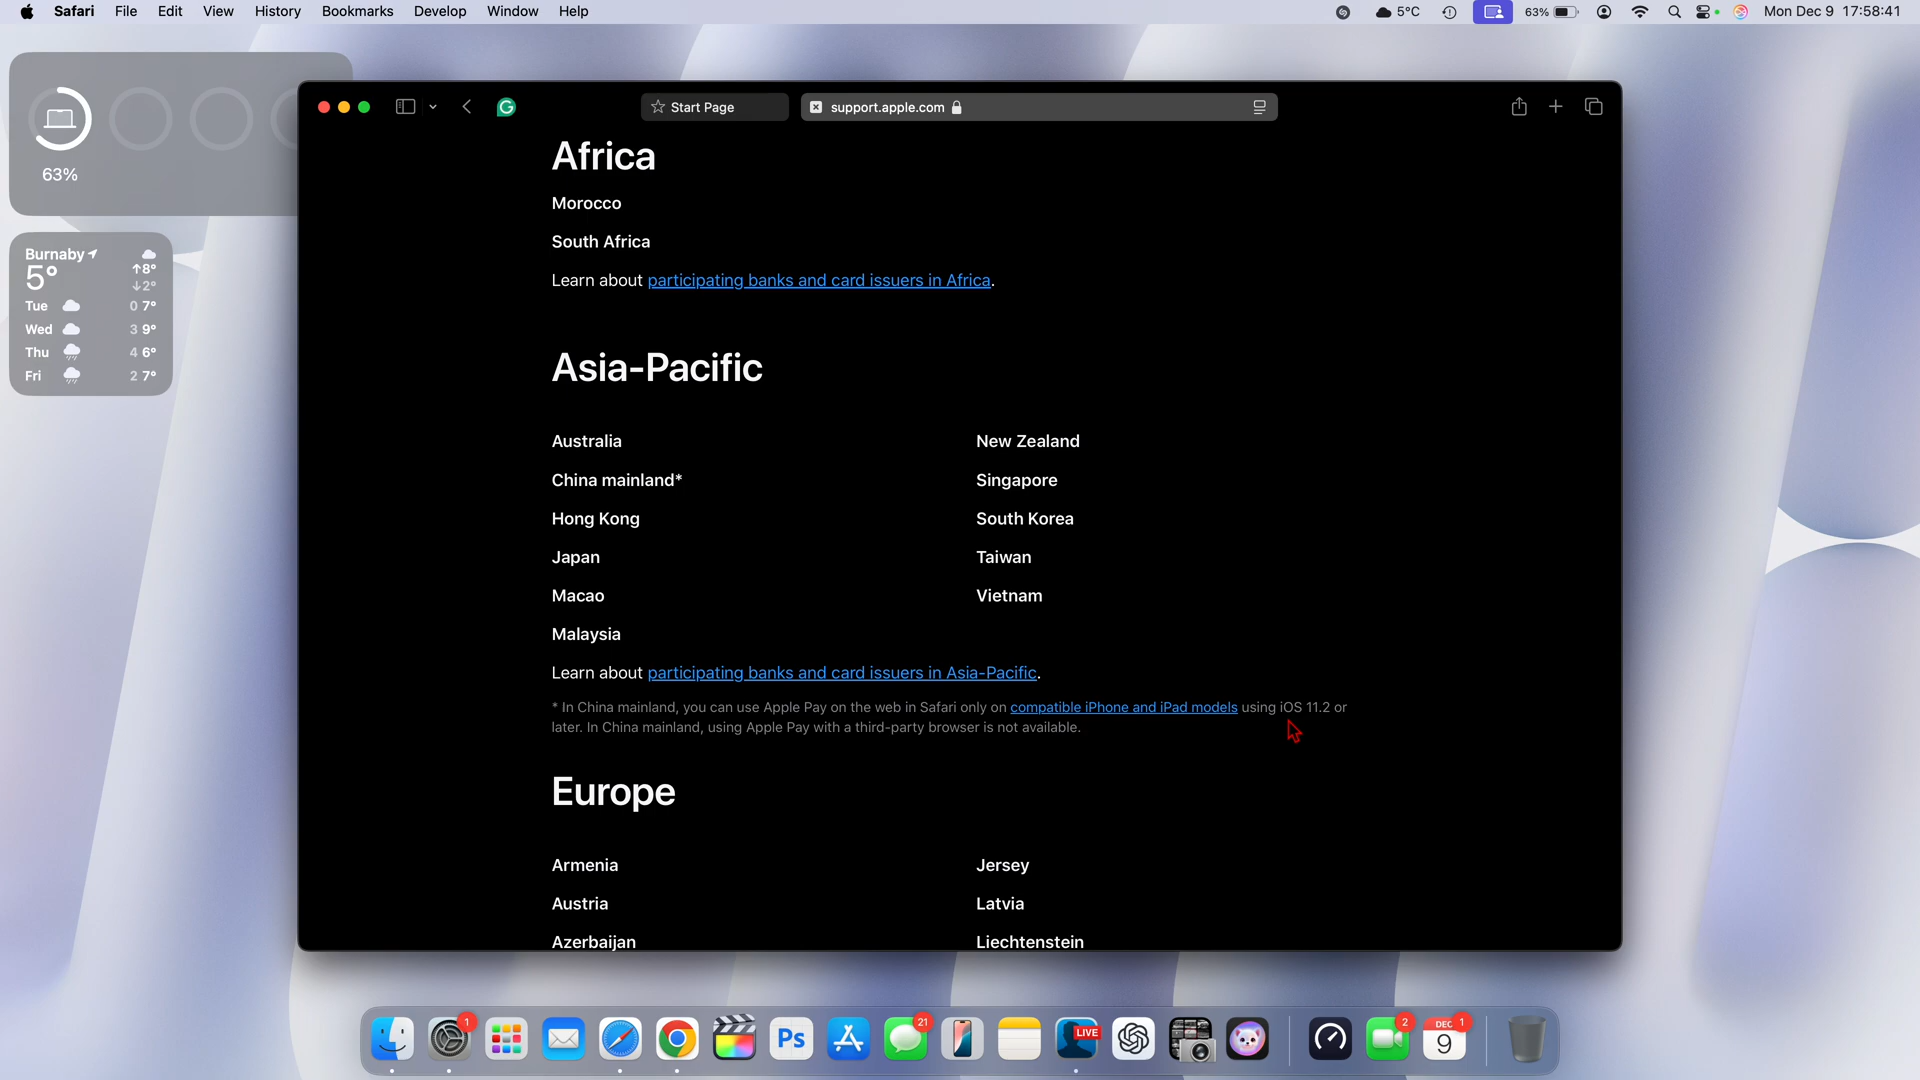 Safari File Edit View History Bookmarks Develop Window Help
5°C 63% Mon Dec 9 17:58:41
63%
Burnaby
5° ↑8°
↓2°
Tue 0 7°
Wed 3 9°
Thu 4 6°
Fri 2 7°
Start Page support.apple.com
Africa
Morocco
South Africa
Learn about participating banks and card issuers in Africa.
Asia-Pacific
Australia New Zealand
China mainland* Singapore
Hong Kong South Korea
Japan Taiwan
Macao Vietnam
Malaysia
Learn about participating banks and card issuers in Asia-Pacific.
* In China mainland, you can use Apple Pay on the web in Safari only on compatible iPhone and iPad models using iOS 11.2 or
later. In China mainland, using Apple Pay with a third-party browser is not available.
Europe
Armenia Jersey
Austria Latvia
Azerbaijan Liechtenstein
1 Ps 21 LIVE 2 DEC 9 1